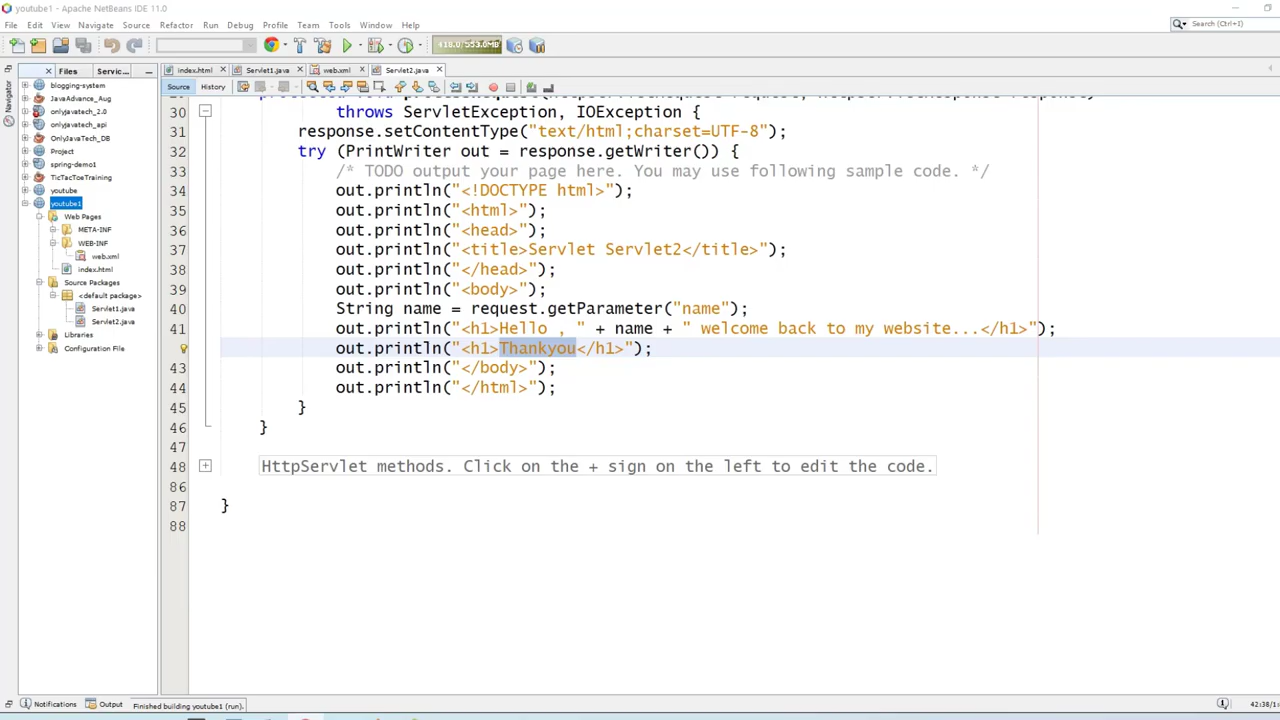 youtube1 - Apache NetBeans IDE 11.0
File Edit View Navigate Source Refactor Run Debug Profile Team Tools Window Help
418.0/553.0MB
Search (Ctrl+I)
Files Servic...
index.html Servlet1.java web.xml Servlet2.java
Source History
Navigator
blogging-system
JavaAdvance_Aug
onlyjavatech_2.0
onlyjavatech_api
OnlyJavaTech_DB
Project
spring-demo1
TicTacToeTraining
youtube
youtube1
Web Pages
META-INF
WEB-INF
web.xml
index.html
Source Packages
<default package>
Servlet1.java
Servlet2.java
Libraries
Configuration File
30 throws ServletException, IOException {
31 response.setContentType("text/html;charset=UTF-8");
32 try (PrintWriter out = response.getWriter()) {
33 /* TODO output your page here. You may use following sample code. */
34 out.println("<!DOCTYPE html>");
35 out.println("<html>");
36 out.println("<head>");
37 out.println("<title>Servlet Servlet2</title>");
38 out.println("</head>");
39 out.println("<body>");
40 String name = request.getParameter("name");
41 out.println("<h1>Hello , " + name + " welcome back to my website...</h1>");
out.println("<h1>Thankyou</h1>");
43 out.println("</body>");
44 out.println("</html>");
45 }
46 }
47
48 HttpServlet methods. Click on the + sign on the left to edit the code.
86
87 }
88
Notifications Output Finished building youtube1 (run).